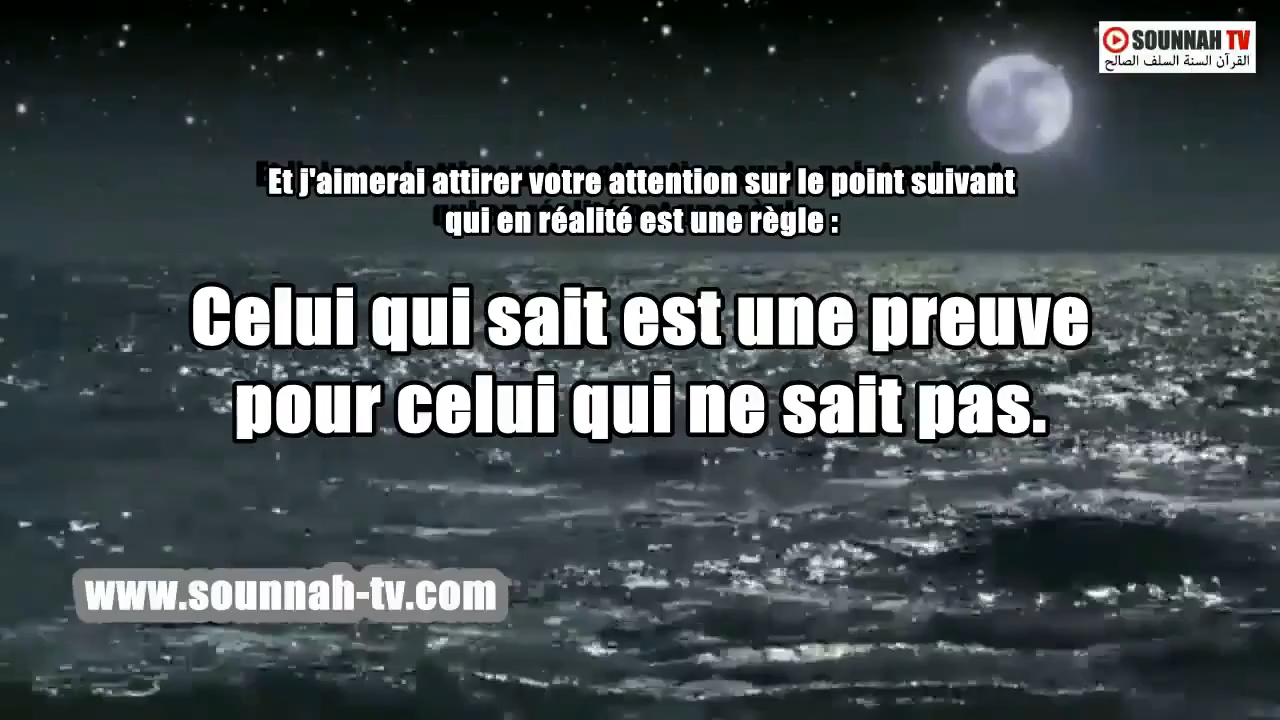 SOUNNAH TV
القرآن السنة السلف الصالح
Et j'aimerai attirer votre attention sur le point suivant
qui en réalité est une règle :
Celui qui sait est une preuve
pour celui qui ne sait pas.
www.sounnah-tv.com